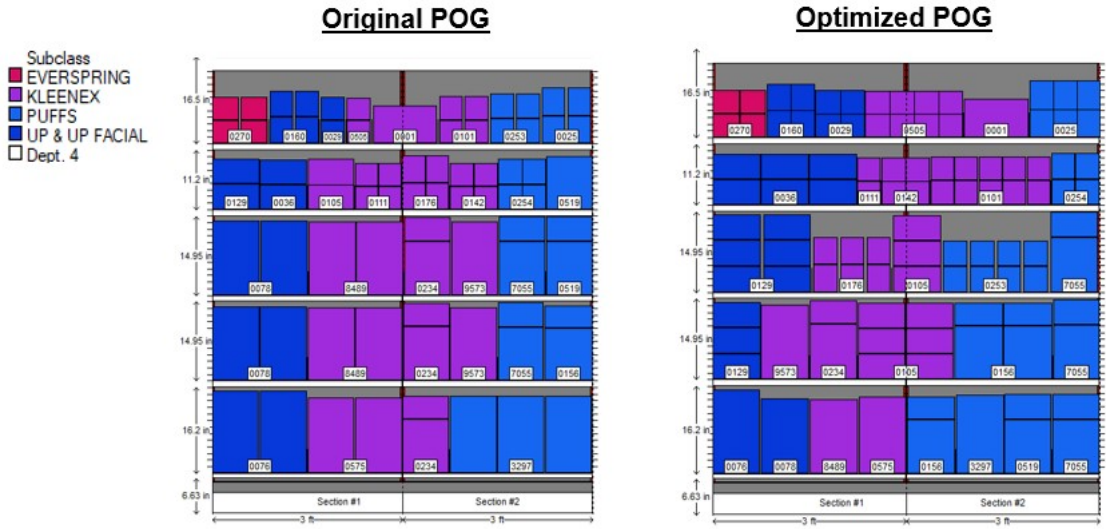 Original POG
Optimized POG
Subclass
EVERSPRING
KLEENEX
PUFFS
UP & UP FACIAL
Dept. 4
16.5 in
0270 0160 0029 0505 0001 0101 0253 0025
11.2 in
0129 0036 0105 0111 0176 0142 0254 0519
14.95 in
0078 8489 0234 9573 7055 0519
14.95 in
0078 8489 0234 9573 7055 0156
16.2 in
0076 0575 0234 3297
6.63 in
Section #1 Section #2
3 ft 3 ft
16.5 in
0270 0160 0029 0505 0001 0025
11.2 in
0036 0111 0142 0101 0254
14.95 in
0129 0176 0105 0253 7055
14.95 in
0129 9573 0234 0105 0156 7055
16.2 in
0076 0078 8489 0575 0156 3297 0519 7055
6.63 in
Section #1 Section #2
3 ft 3 ft